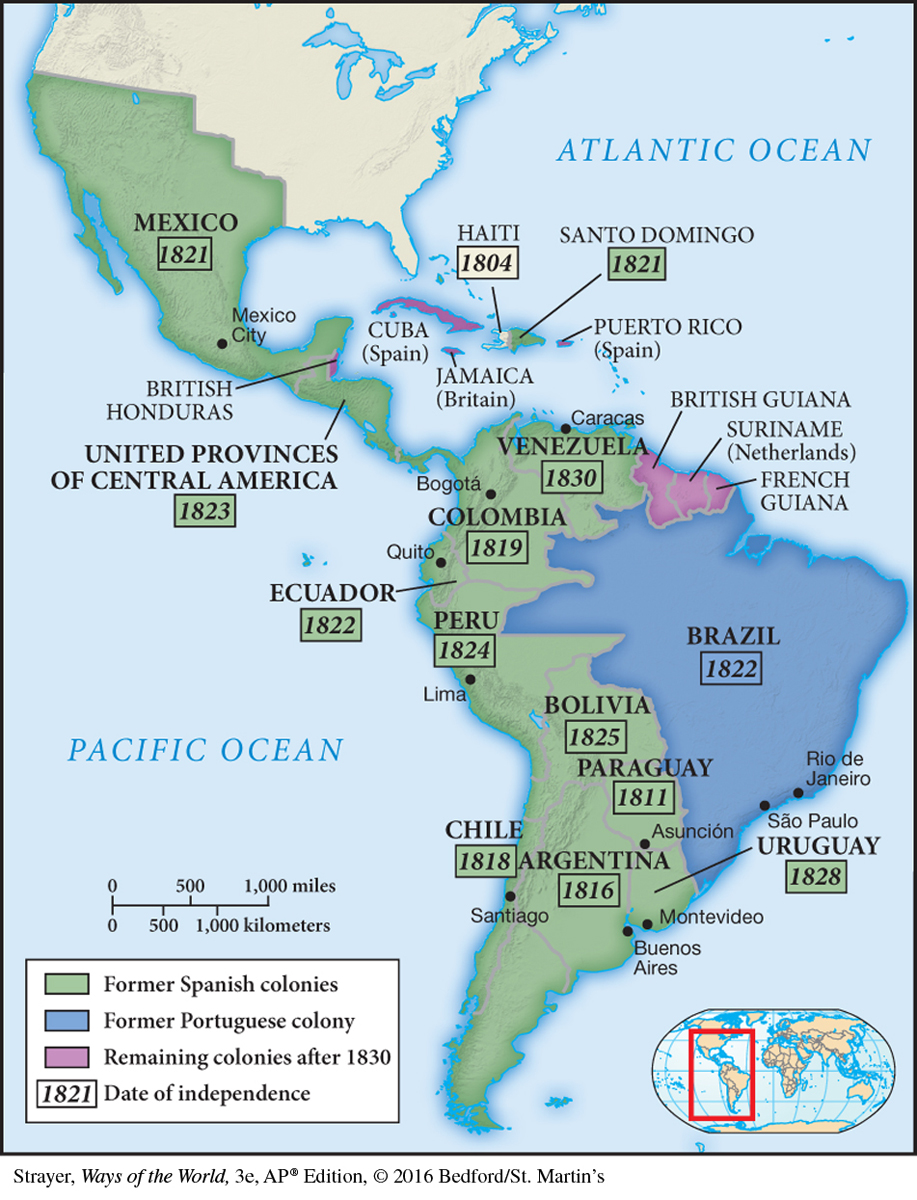 ATLANTIC OCEAN
MEXICO
1821
HAITI
1804
SANTO DOMINGO
1821
Mexico
City
CUBA
(Spain)
PUERTO RICO
(Spain)
JAMAICA
(Britain)
BRITISH
HONDURAS
BRITISH GUIANA
SURINAME
(Netherlands)
FRENCH
GUIANA
Caracas
VENEZUELA
1830
UNITED PROVINCES
OF CENTRAL AMERICA
1823
Bogotá
COLOMBIA
1819
Quito
ECUADOR
1822
PERU
1824
Lima
BRAZIL
1822
BOLIVIA
1825
PACIFIC OCEAN
PARAGUAY
1811
Rio de
Janeiro
São Paulo
Asunción
CHILE
1818
ARGENTINA
1816
URUGUAY
1828
Santiago
Montevideo
Buenos
Aires
0 500 1,000 miles
0 500 1,000 kilometers
Former Spanish colonies
Former Portuguese colony
Remaining colonies after 1830
1821 Date of independence
Strayer, Ways of the World, 3e, AP® Edition, © 2016 Bedford/St. Martin’s